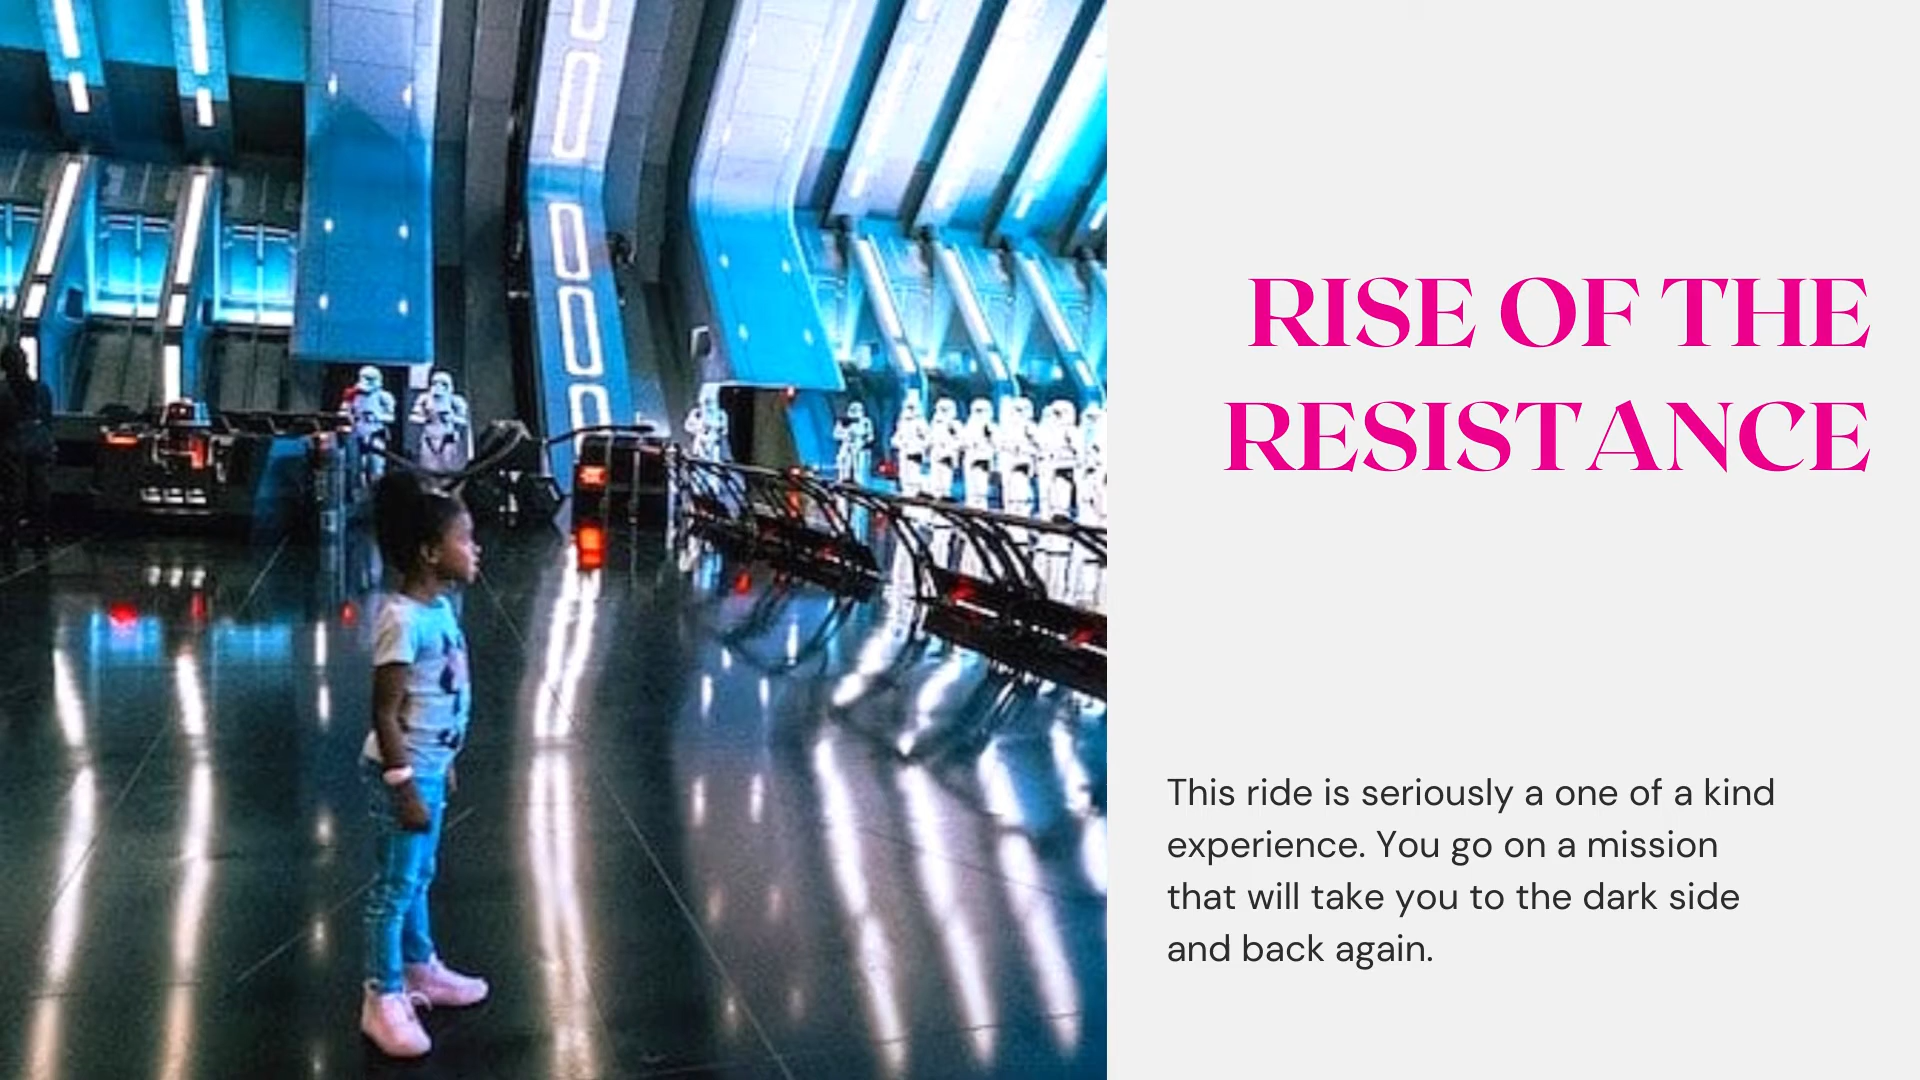 RISE OF THE
RESISTANCE
This ride is seriously a one of a kind
experience. You go on a mission
that will take you to the dark side
and back again.